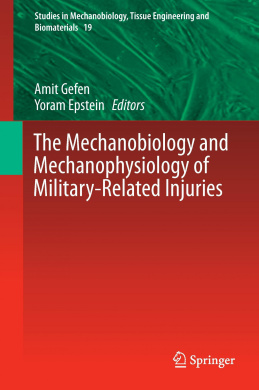 Studies in Mechanobiology, Tissue Engineering and
Biomaterials 19
Amit Gefen
Yoram Epstein Editors
The Mechanobiology and
Mechanophysiology of
Military-Related Injuries
Springer